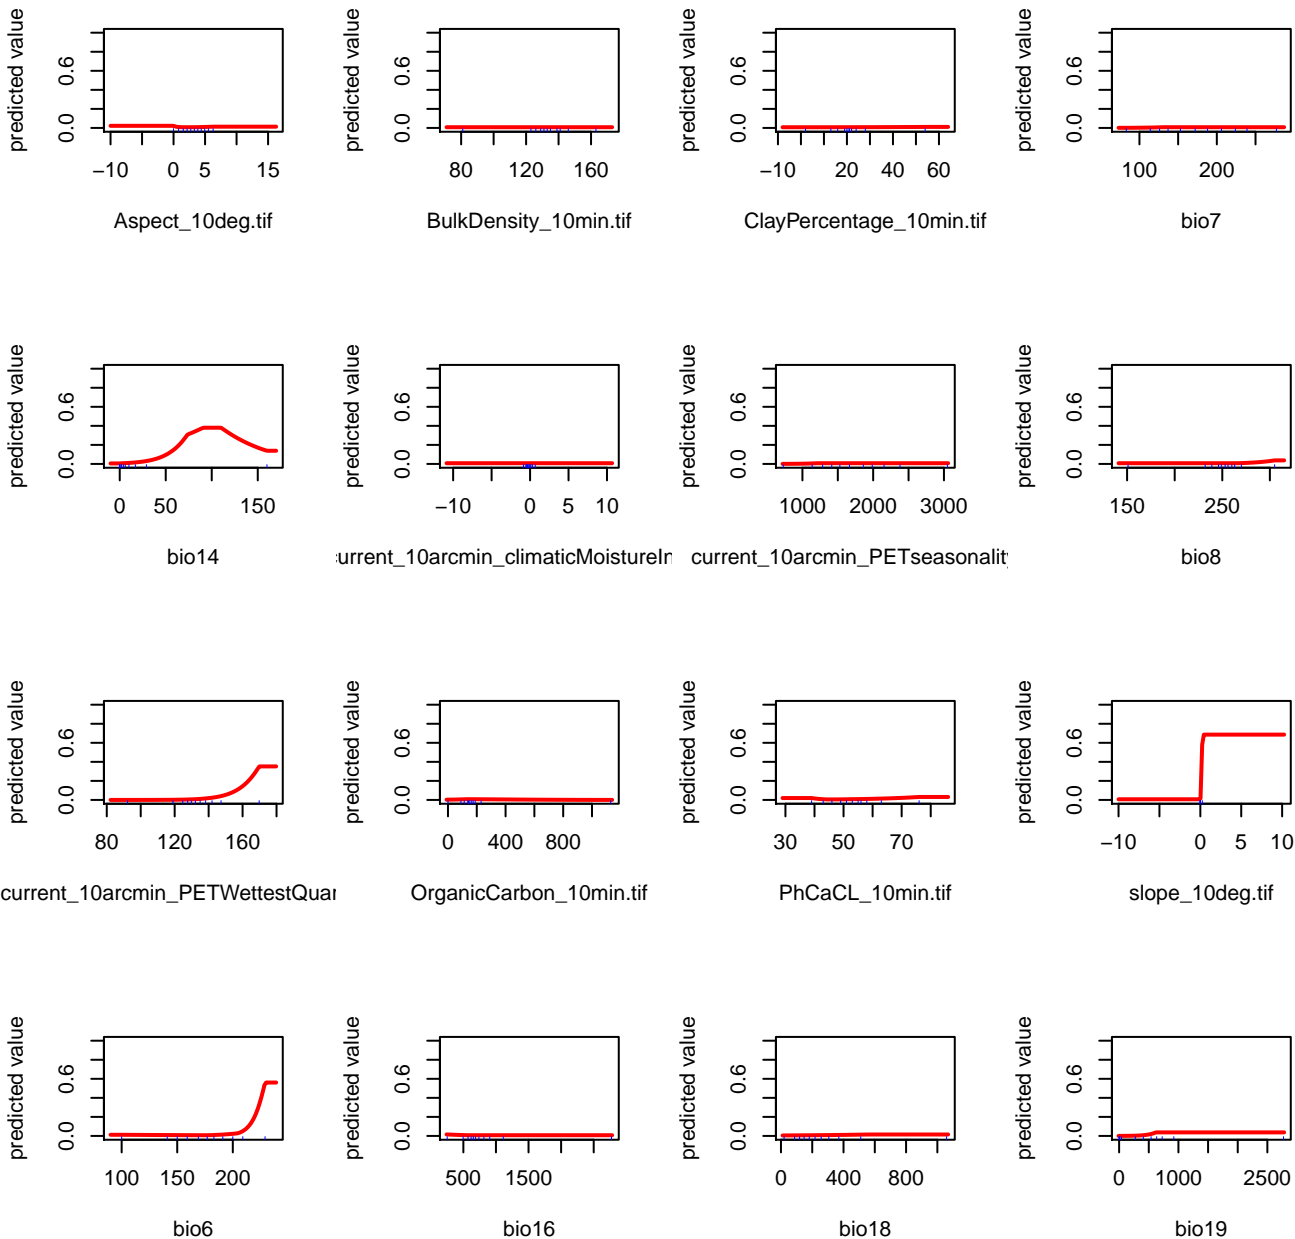 predicted value
0.0 0.6
−10 0 5 15
Aspect_10deg.tif
predicted value
0.0 0.6
80 120 160
BulkDensity_10min.tif
predicted value
0.0 0.6
−10 20 40 60
ClayPercentage_10min.tif
predicted value
0.0 0.6
100 200
bio7
predicted value
0.0 0.6
0 50 150
bio14
predicted value
0.0 0.6
−10 0 5 10
current_10arcmin_climaticMoistureIn
predicted value
0.0 0.6
1000 2000 3000
current_10arcmin_PETseasonality
predicted value
0.0 0.6
150 250
bio8
predicted value
0.0 0.6
80 120 160
current_10arcmin_PETWettestQuar
predicted value
0.0 0.6
0 400 800
OrganicCarbon_10min.tif
predicted value
0.0 0.6
30 50 70
PhCaCL_10min.tif
predicted value
0.0 0.6
−10 0 5 10
slope_10deg.tif
predicted value
0.0 0.6
100 150 200
bio6
predicted value
0.0 0.6
500 1500
bio16
predicted value
0.0 0.6
0 400 800
bio18
predicted value
0.0 0.6
0 1000 2500
bio19